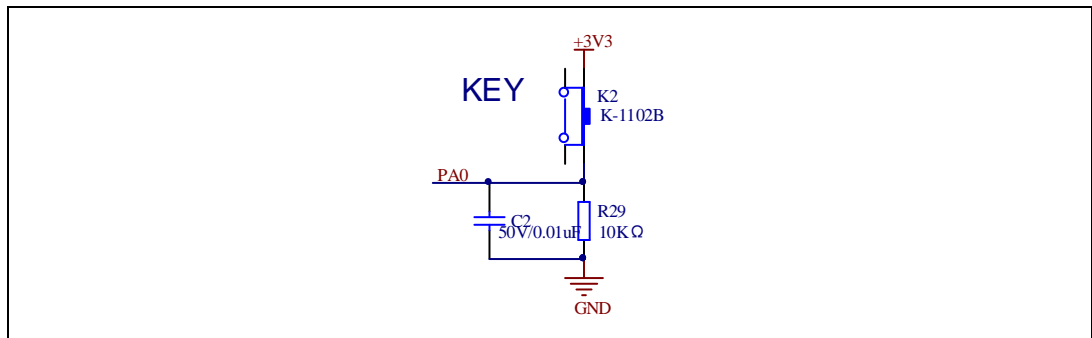 +3V3
KEY
K2
K-1102B
PA0
C2
50V/0.01uF
R29
10KΩ
GND